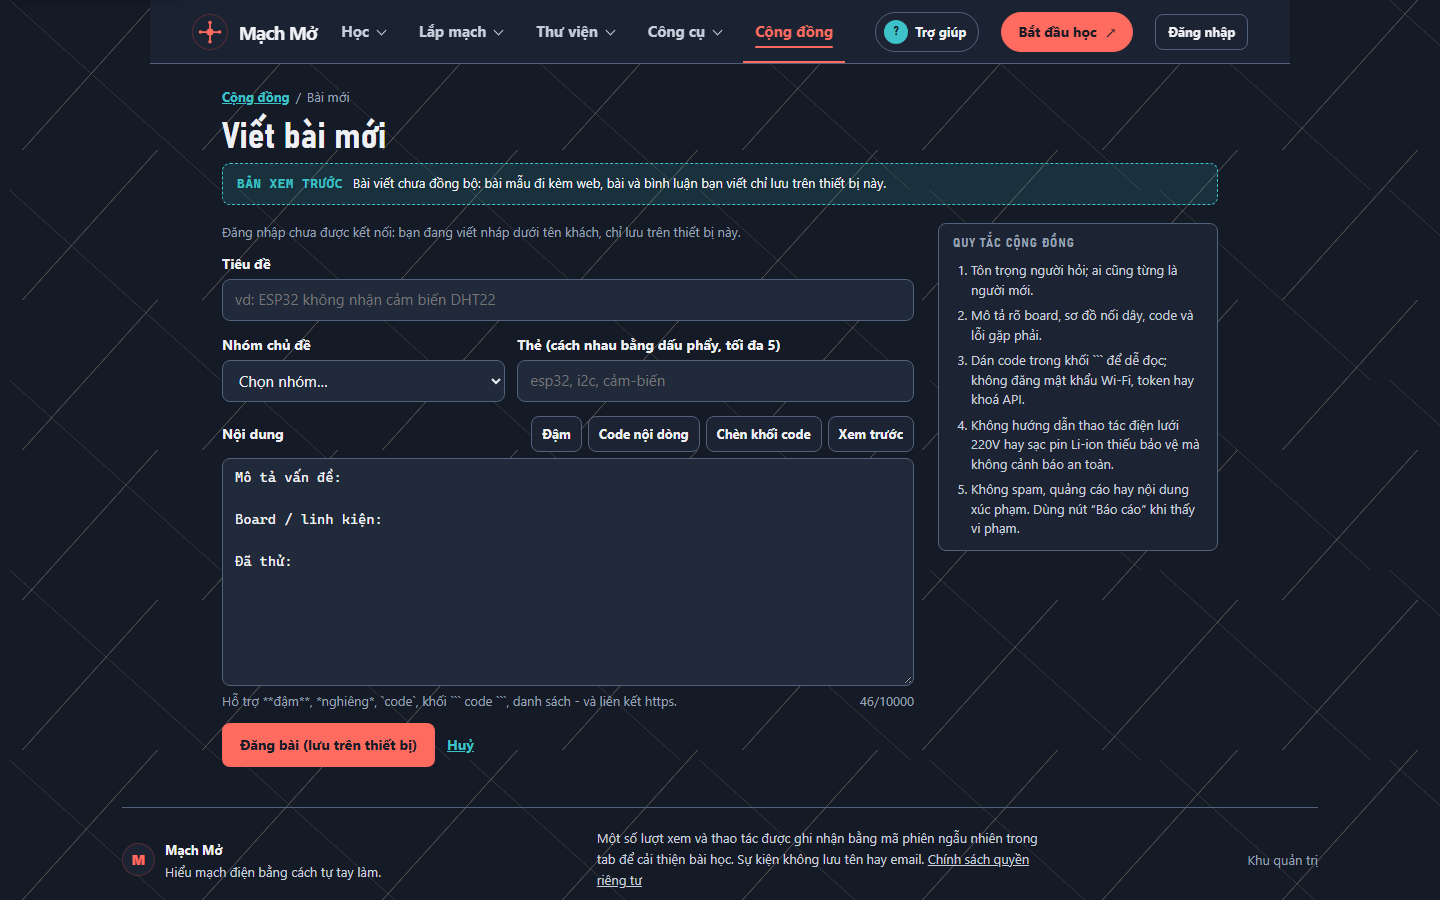 Mạch Mở
Học
Lắp mạch
Thư viện
Công cụ
Cộng đồng
? Trợ giúp
Bắt đầu học ↗
Đăng nhập
Cộng đồng / Bài mới
Viết bài mới
BẢN XEM TRƯỚC Bài viết chưa đồng bộ: bài mẫu đi kèm web, bài và bình luận bạn viết chỉ lưu trên thiết bị này.
Đăng nhập chưa được kết nối: bạn đang viết nháp dưới tên khách, chỉ lưu trên thiết bị này.
Tiêu đề
vd: ESP32 không nhận cảm biến DHT22
Nhóm chủ đề
Chọn nhóm...
Thẻ (cách nhau bằng dấu phẩy, tối đa 5)
esp32, i2c, cảm-biến
Nội dung
Đậm
Code nội dòng
Chèn khối code
Xem trước
Mô tả vấn đề:
Board / linh kiện:
Đã thử:
Hỗ trợ **đậm**, *nghiêng*, `code`, khối ``` code ```, danh sách - và liên kết https.
46/10000
Đăng bài (lưu trên thiết bị)
Huỷ
QUY TẮC CỘNG ĐỒNG
1. Tôn trọng người hỏi; ai cũng từng là
người mới.
2. Mô tả rõ board, sơ đồ nối dây, code và
lỗi gặp phải.
3. Dán code trong khối ``` để dễ đọc;
không đăng mật khẩu Wi-Fi, token hay
khoá API.
4. Không hướng dẫn thao tác điện lưới
220V hay sạc pin Li-ion thiếu bảo vệ mà
không cảnh báo an toàn.
5. Không spam, quảng cáo hay nội dung
xúc phạm. Dùng nút “Báo cáo” khi thấy
vi phạm.
M
Mạch Mở
Hiểu mạch điện bằng cách tự tay làm.
Một số lượt xem và thao tác được ghi nhận bằng mã phiên ngẫu nhiên trong
tab để cải thiện bài học. Sự kiện không lưu tên hay email. Chính sách quyền
riêng tư
Khu quản trị